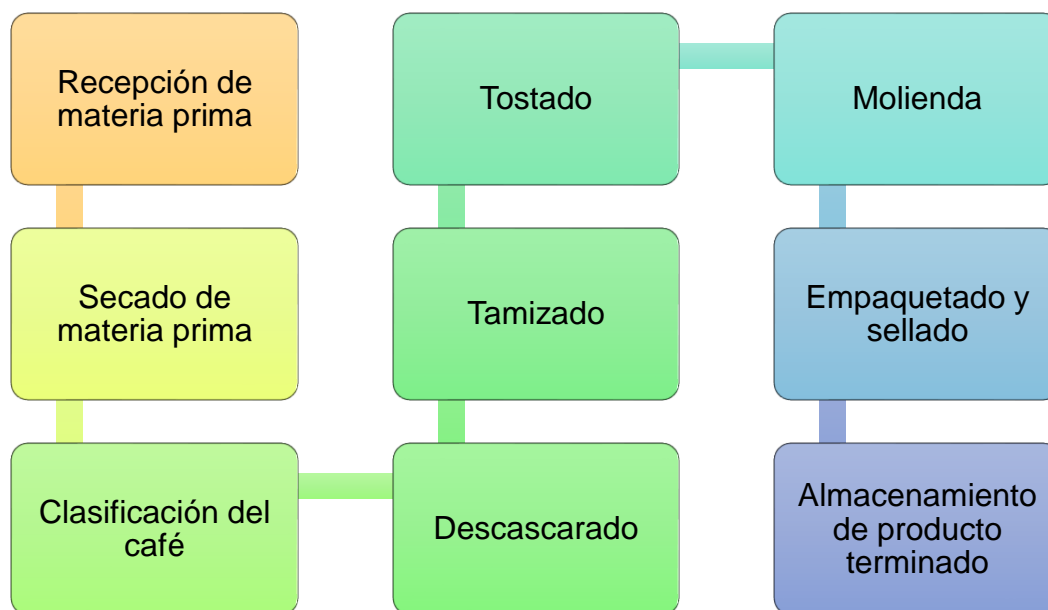 Recepción de
materia prima
Secado de
materia prima
Clasificación del
café
Descascarado
Tamizado
Tostado
Molienda
Empaquetado y
sellado
Almacenamiento
de producto
terminado